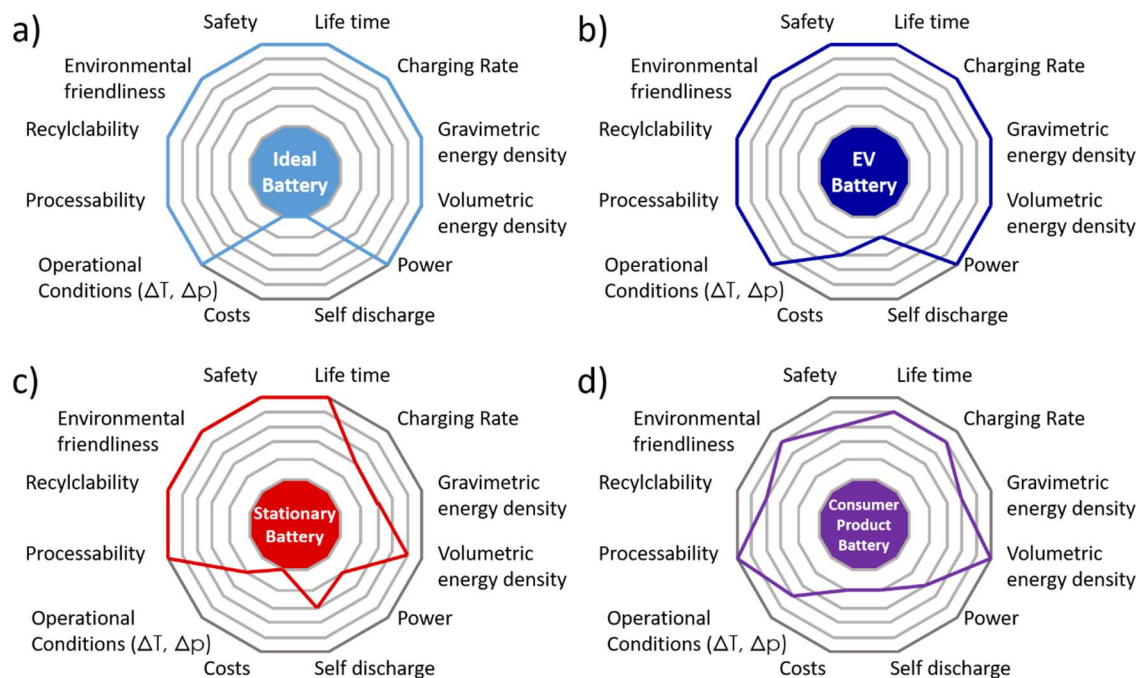 a)
Safety
Life time
Environmental
friendliness
Charging Rate
Recylclability
Gravimetric
energy density
Ideal
Battery
Processability
Volumetric
energy density
Operational
Conditions (ΔT, Δp)
Power
Costs
Self discharge
b)
Safety
Life time
Environmental
friendliness
Charging Rate
Recylclability
Gravimetric
energy density
EV
Battery
Processability
Volumetric
energy density
Operational
Conditions (ΔT, Δp)
Power
Costs
Self discharge
c)
Safety
Life time
Environmental
friendliness
Charging Rate
Recylclability
Gravimetric
energy density
Stationary
Battery
Processability
Volumetric
energy density
Operational
Conditions (ΔT, Δp)
Power
Costs
Self discharge
d)
Safety
Life time
Environmental
friendliness
Charging Rate
Recylclability
Gravimetric
energy density
Consumer
Product
Battery
Processability
Volumetric
energy density
Operational
Conditions (ΔT, Δp)
Power
Costs
Self discharge